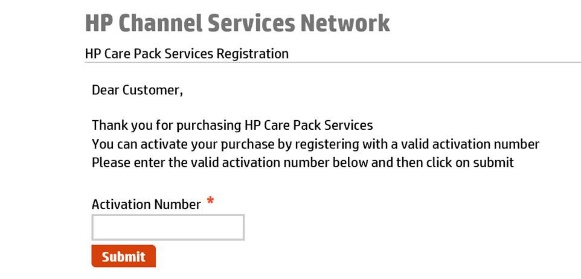 HP Channel Services Network
HP Care Pack Services Registration
Dear Customer,
Thank you for purchasing HP Care Pack Services
You can activate your purchase by registering with a valid activation number
Please enter the valid activation number below and then click on submit
Activation Number *
Submit